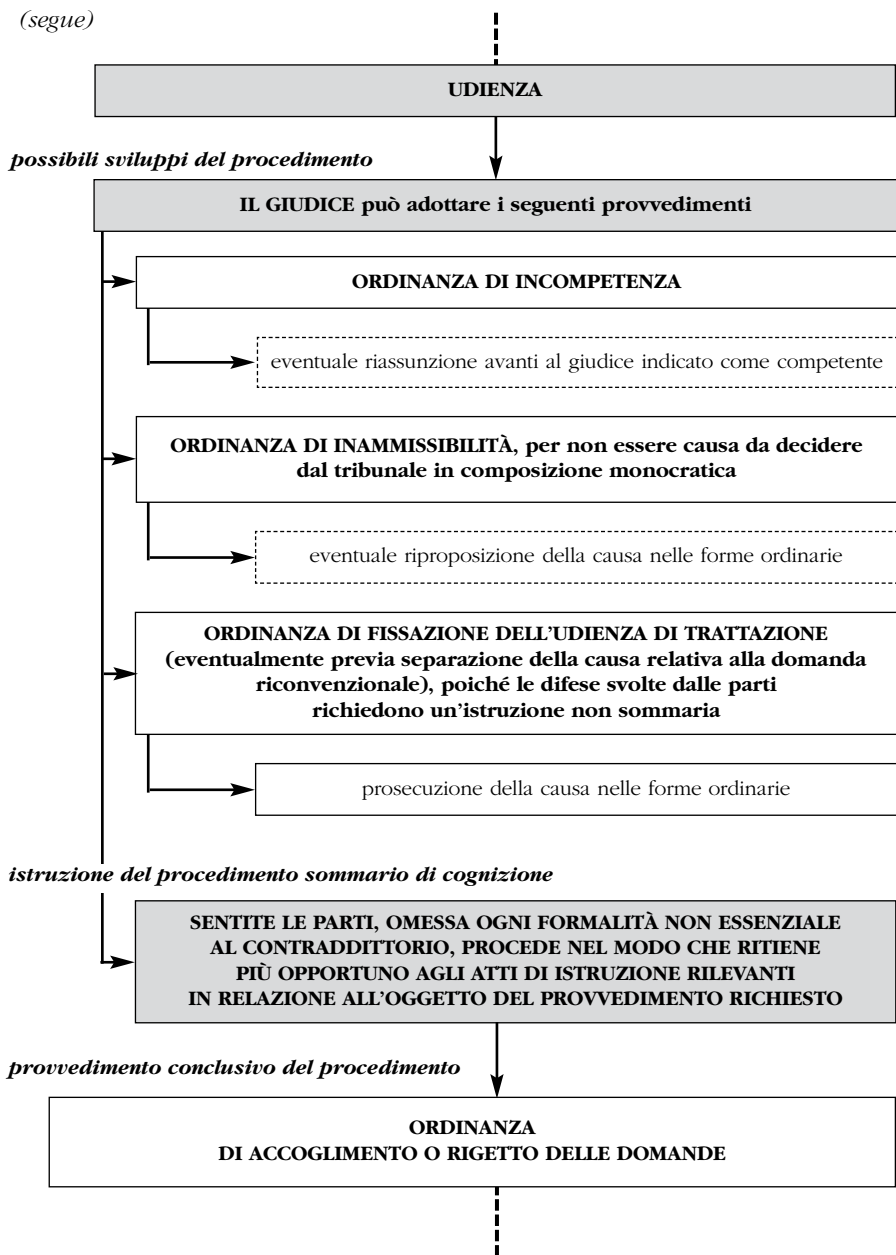 (segue)
UDIENZA
possibili sviluppi del procedimento
IL GIUDICE può adottare i seguenti provvedimenti
ORDINANZA DI INCOMPETENZA
eventuale riassunzione avanti al giudice indicato come competente
ORDINANZA DI INAMMISSIBILITÀ, per non essere causa da decidere
dal tribunale in composizione monocratica
eventuale riproposizione della causa nelle forme ordinarie
ORDINANZA DI FISSAZIONE DELL’UDIENZA DI TRATTAZIONE
(eventualmente previa separazione della causa relativa alla domanda
riconvenzionale), poiché le difese svolte dalle parti
richiedono un’istruzione non sommaria
prosecuzione della causa nelle forme ordinarie
istruzione del procedimento sommario di cognizione
SENTITE LE PARTI, OMESSA OGNI FORMALITÀ NON ESSENZIALE
AL CONTRADDITTORIO, PROCEDE NEL MODO CHE RITIENE
PIÙ OPPORTUNO AGLI ATTI DI ISTRUZIONE RILEVANTI
IN RELAZIONE ALL’OGGETTO DEL PROVVEDIMENTO RICHIESTO
provvedimento conclusivo del procedimento
ORDINANZA
DI ACCOGLIMENTO O RIGETTO DELLE DOMANDE